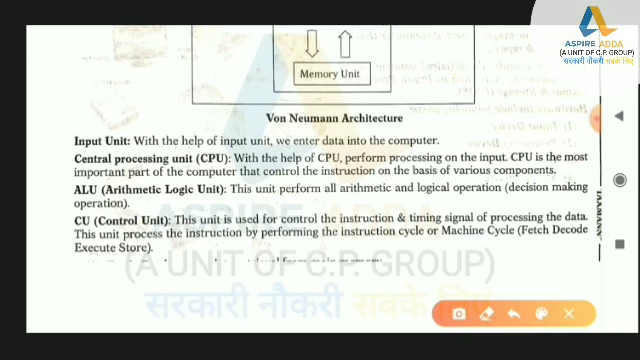 ASPIRE ADDA
(A UNIT OF C.P. GROUP)
सरकारी नौकरी सबके लिए
Memory Unit
Von Neumann Architecture
Input Unit: With the help of input unit, we enter data into the computer.
Central processing unit (CPU): With the help of CPU, perform processing on the input. CPU is the most
important part of the computer that control the instruction on the basis of various components.
ALU (Arithmetic Logic Unit): This unit perform all arithmetic and logical operation (decision making
operation).
CU (Control Unit): This unit is used for control the instruction & timing signal of processing the data.
This unit process the instruction by performing the instruction cycle or Machine Cycle (Fetch Decode
Execute Store).
TAXMANN
ASPIRE ADDA
(A UNIT OF C.P. GROUP)
सरकारी नौकरी सबके लिए